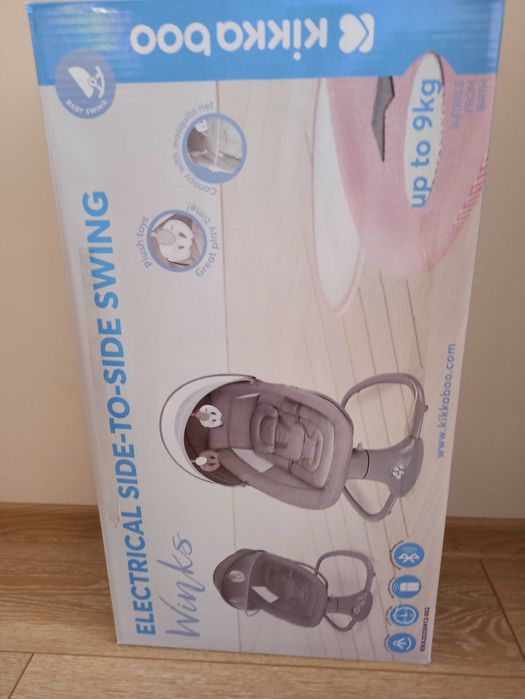 kikka boo
BABY SWING
ELECTRICAL SIDE-TO-SIDE SWING
Winks
Plush toys
Great play time!
Canopy with mosquito net
up to 9kg
SUITABLE
FROM
BIRTH
www.kikkaboo.com